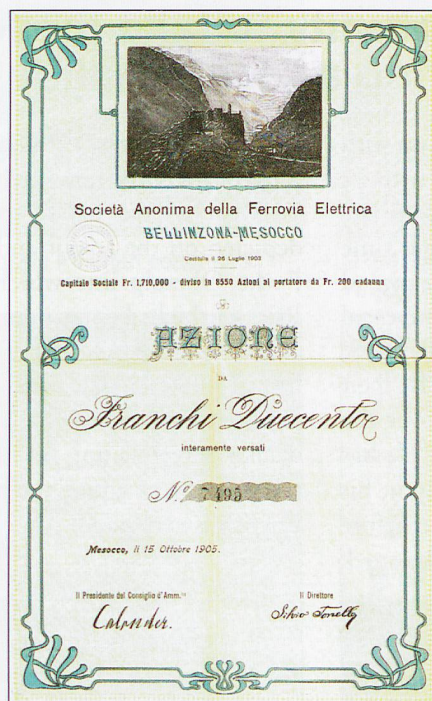 Società Anonima della Ferrovia Elettrica
BELLINZONA-MESOCCO
Costituita il 26 Luglio 1903
Capitale Sociale Fr. 1,710,000 - diviso in 8550 Azioni al portatore da Fr. 200 cadauna
AZIONE
DA
Franchi Duecento
interamente versati
No 7495
Mesocco, li 15 Ottobre 1905.
Il Presidente del Consiglio d'Amm.ne
Il Direttore
Calonder.
Silvio